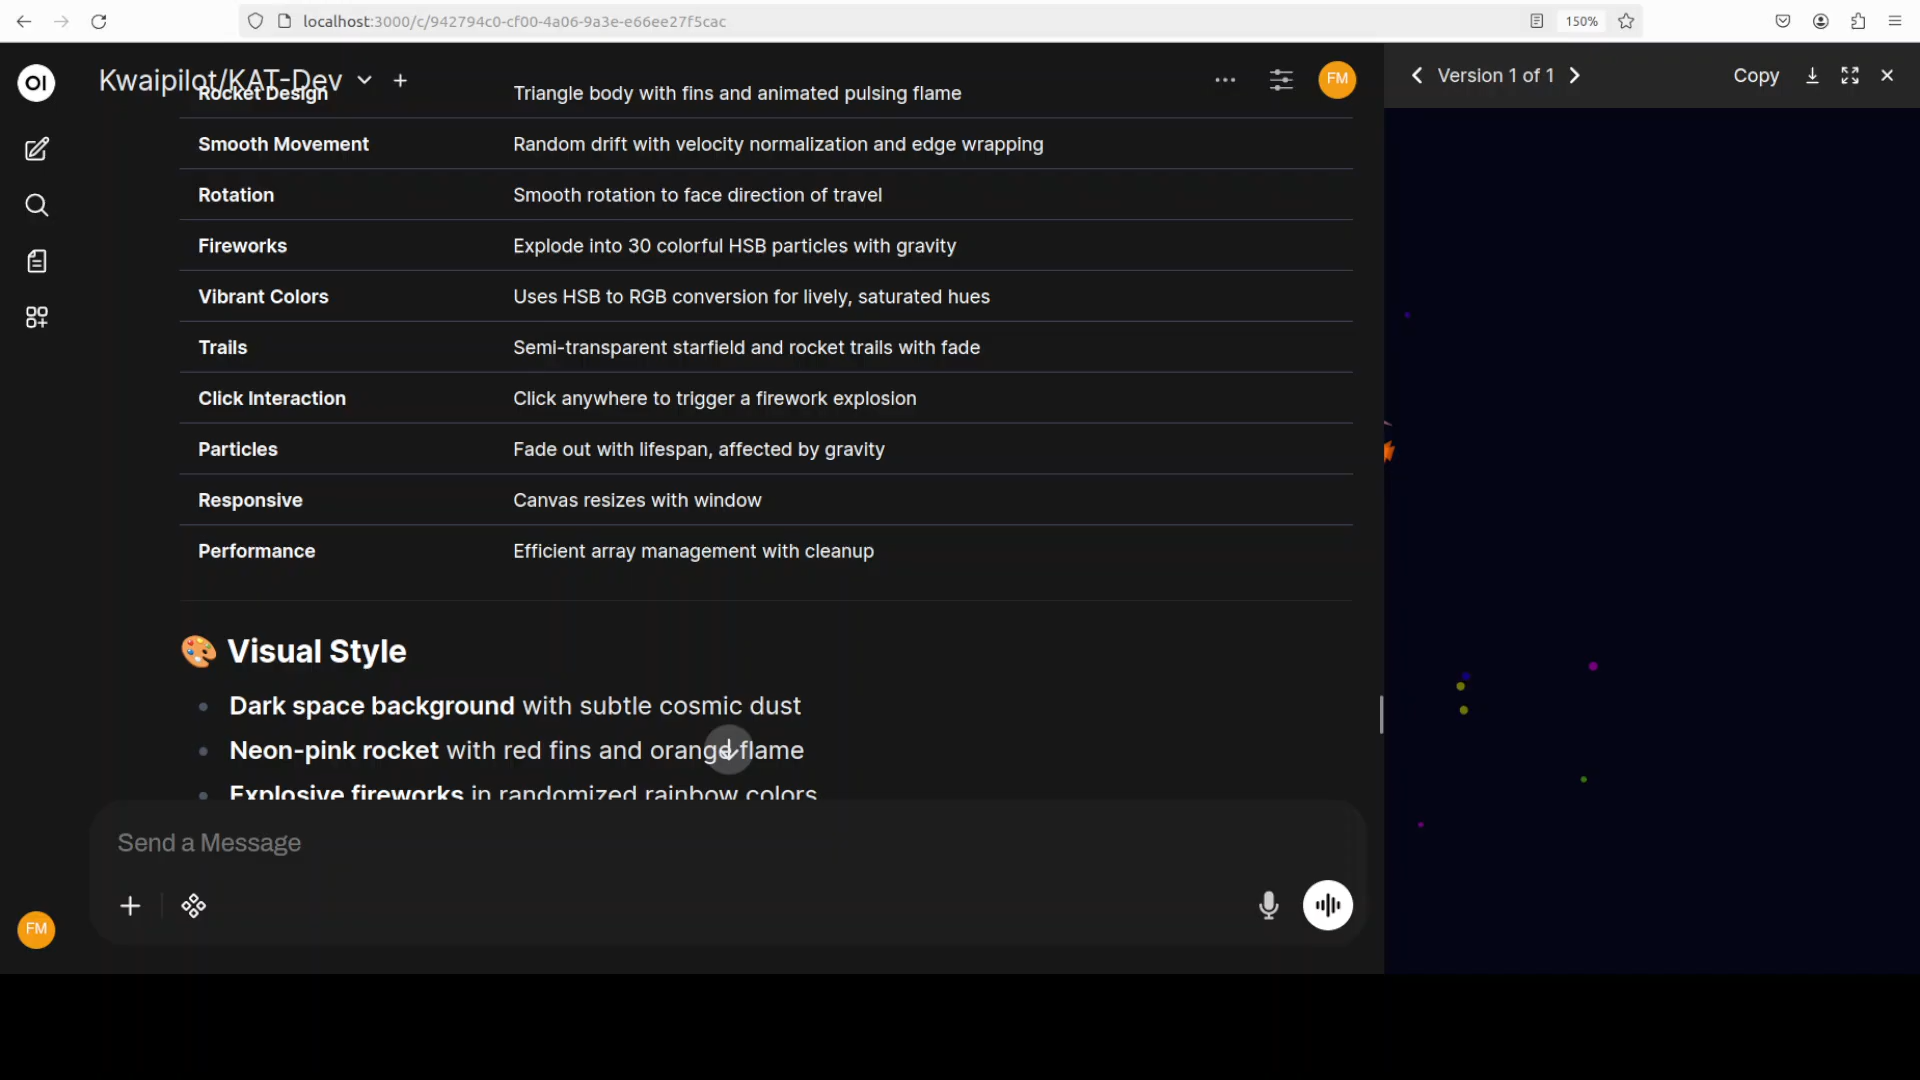 localhost:3000/c/942794c0-cf00-4a06-9a3e-e66ee27f5cac
150%
OI
Kwaipilot/KAT-Dev
FM
Version 1 of 1
Copy
Rocket Design Triangle body with fins and animated pulsing flame
Smooth Movement Random drift with velocity normalization and edge wrapping
Rotation Smooth rotation to face direction of travel
Fireworks Explode into 30 colorful HSB particles with gravity
Vibrant Colors Uses HSB to RGB conversion for lively, saturated hues
Trails Semi-transparent starfield and rocket trails with fade
Click Interaction Click anywhere to trigger a firework explosion
Particles Fade out with lifespan, affected by gravity
Responsive Canvas resizes with window
Performance Efficient array management with cleanup
🎨 Visual Style
• Dark space background with subtle cosmic dust
• Neon-pink rocket with red fins and orange flame
• Explosive fireworks in randomized rainbow colors
Send a Message
FM